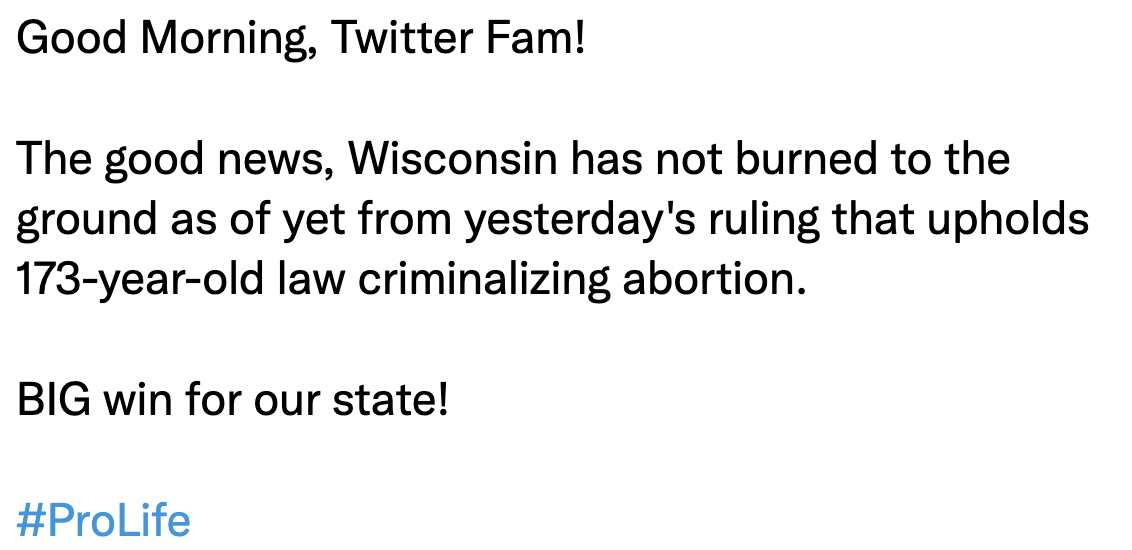 Good Morning, Twitter Fam!
The good news, Wisconsin has not burned to the
ground as of yet from yesterday's ruling that upholds
173-year-old law criminalizing abortion.
BIG win for our state!
#ProLife